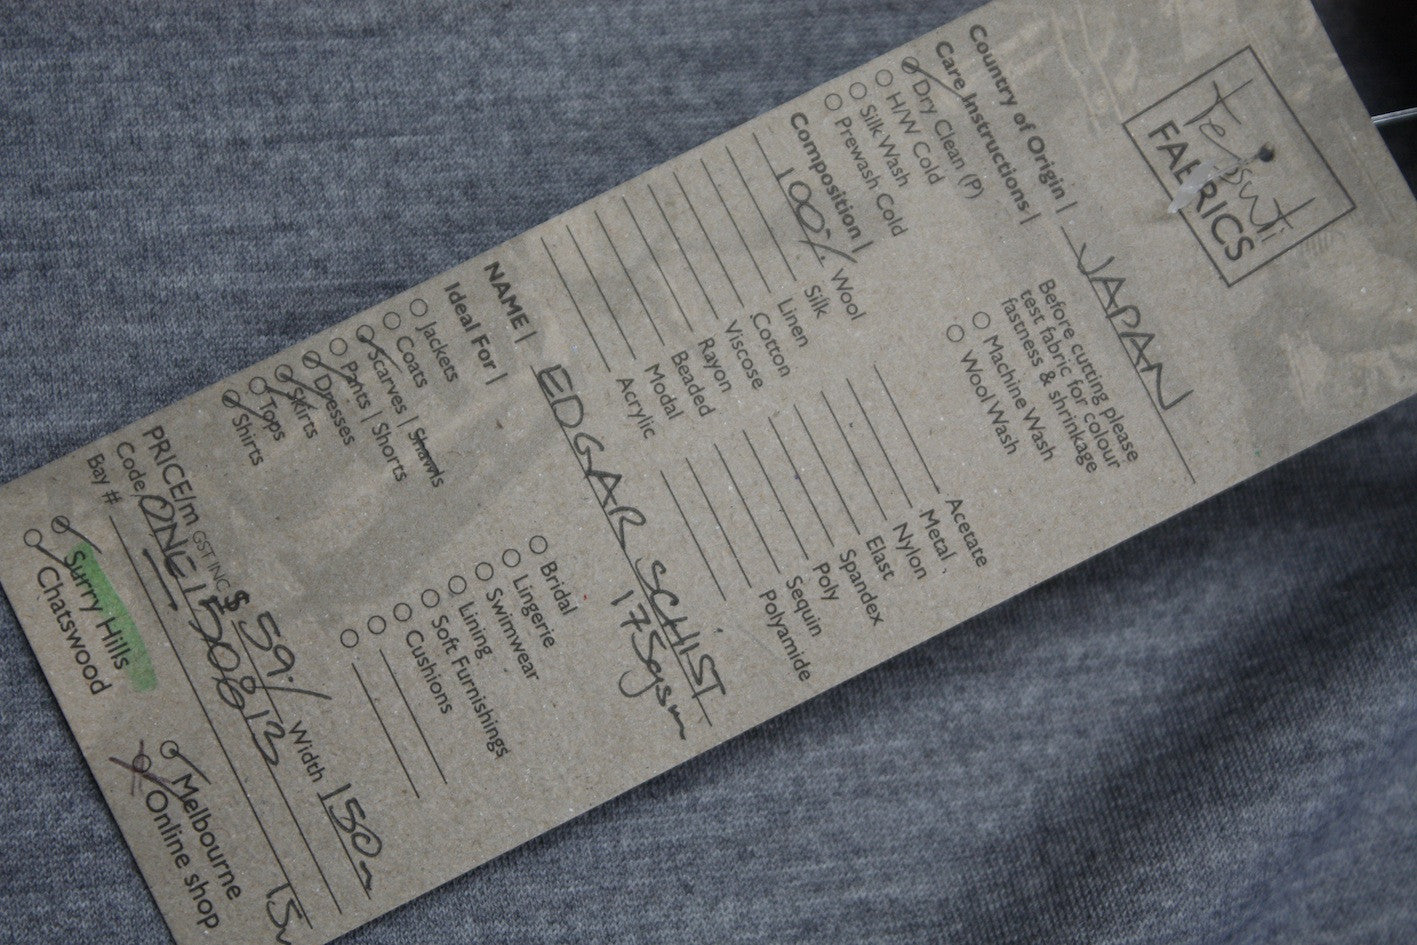 Tessuti
FABRICS
Country of Origin | JAPAN
Care Instructions |
Dry Clean (P)
H/W Cold
Silk Wash
Prewash Cold
Before cutting please
test fabric for colour
fastness & shrinkage
Machine Wash
Wool Wash
Composition |
100% Wool
Silk
Linen
Cotton
Viscose
Rayon
Beaded
Modal
Acrylic
Acetate
Metal
Nylon
Elast
Spandex
Poly
Sequin
Polyamide
NAME | EDGAR SCHIST
175gsm
Ideal For |
Jackets
Coats
Scarves | Shawls
Pants | Shorts
Dresses
Skirts
Tops
Shirts
Bridal
Lingerie
Swimwear
Lining
Soft Furnishings
Cushions
PRICE/m GST INC $ 59 Width 150
Code
Bay #
Surry Hills
Chatswood
Melbourne
Online shop